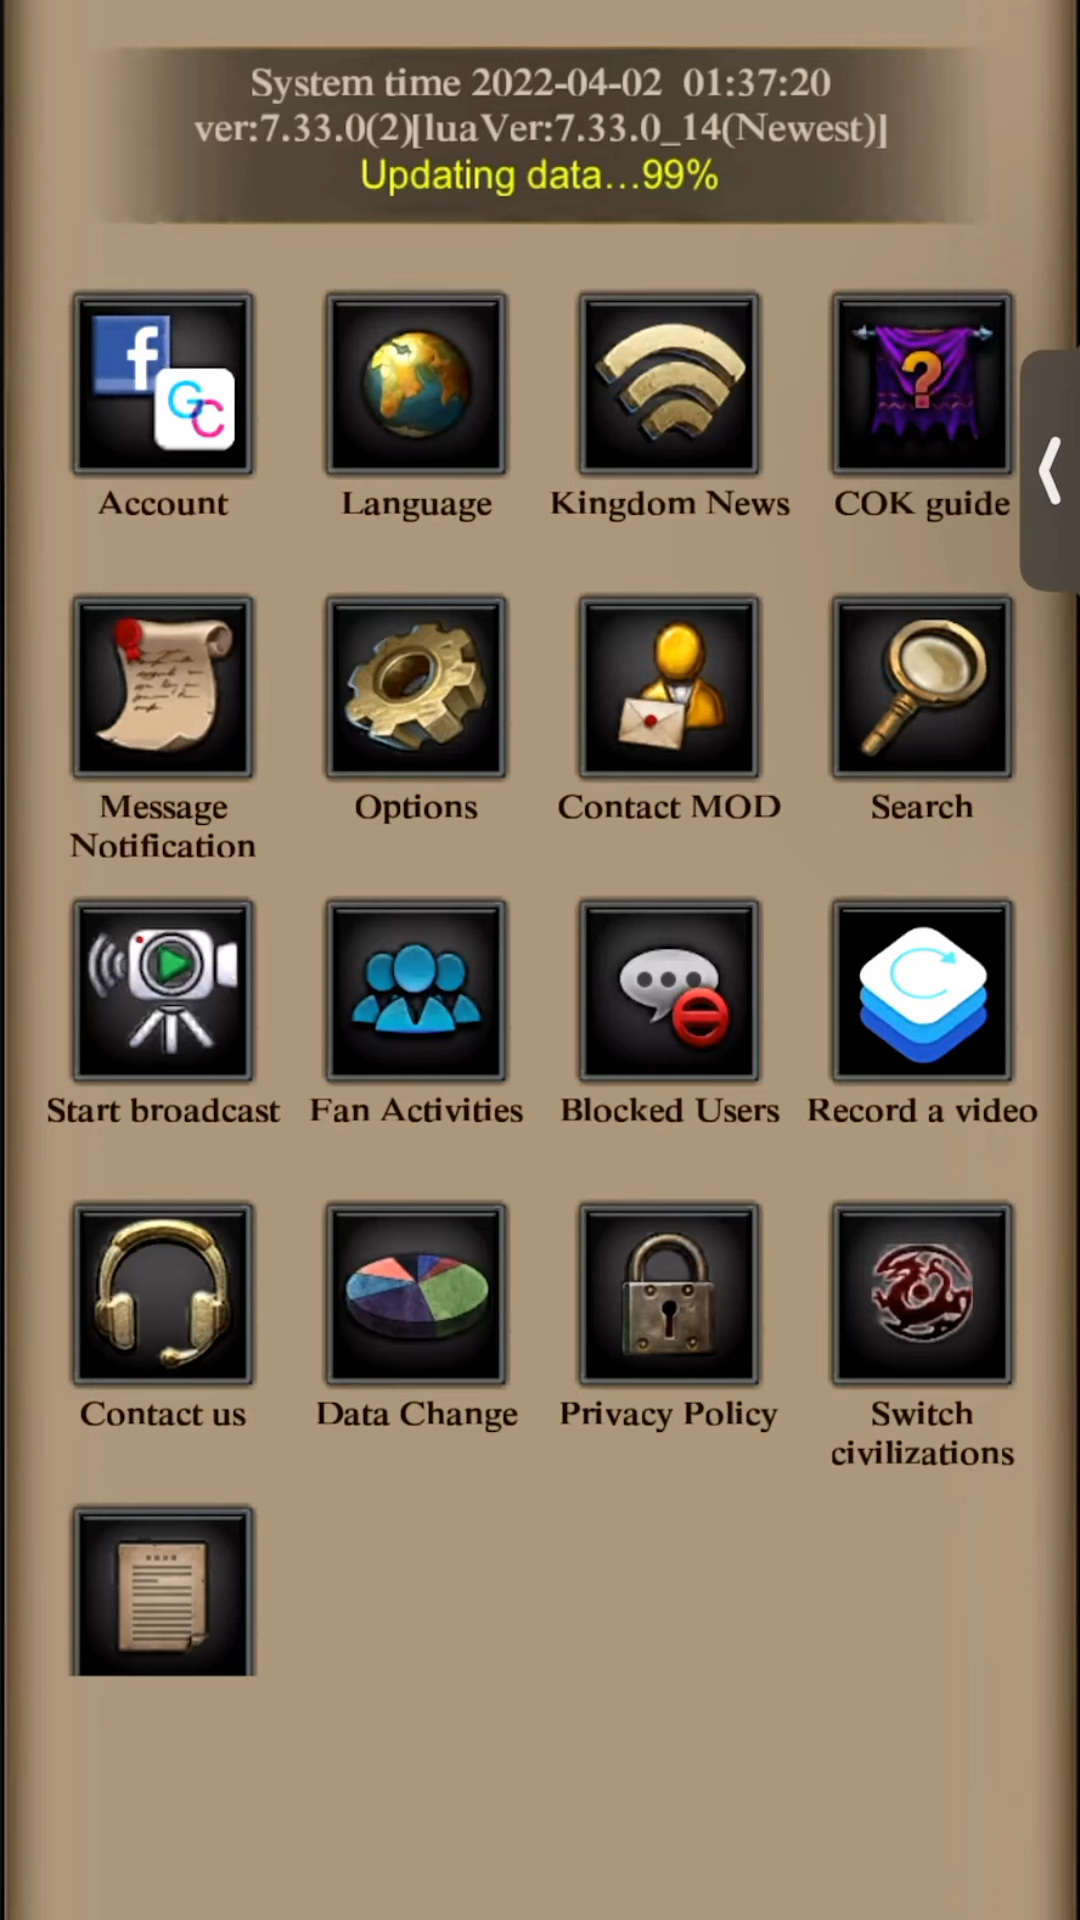 System time 2022-04-02 01:37:20
ver:7.33.0(2)[luaVer:7.33.0_14(Newest)]
Updating data...99%
f
GC
Account
Language
Kingdom News
?
COK guide
Message
Notification
Options
Contact MOD
Search
Start broadcast
Fan Activities
Blocked Users
Record a video
Contact us
Data Change
Privacy Policy
Switch
civilizations